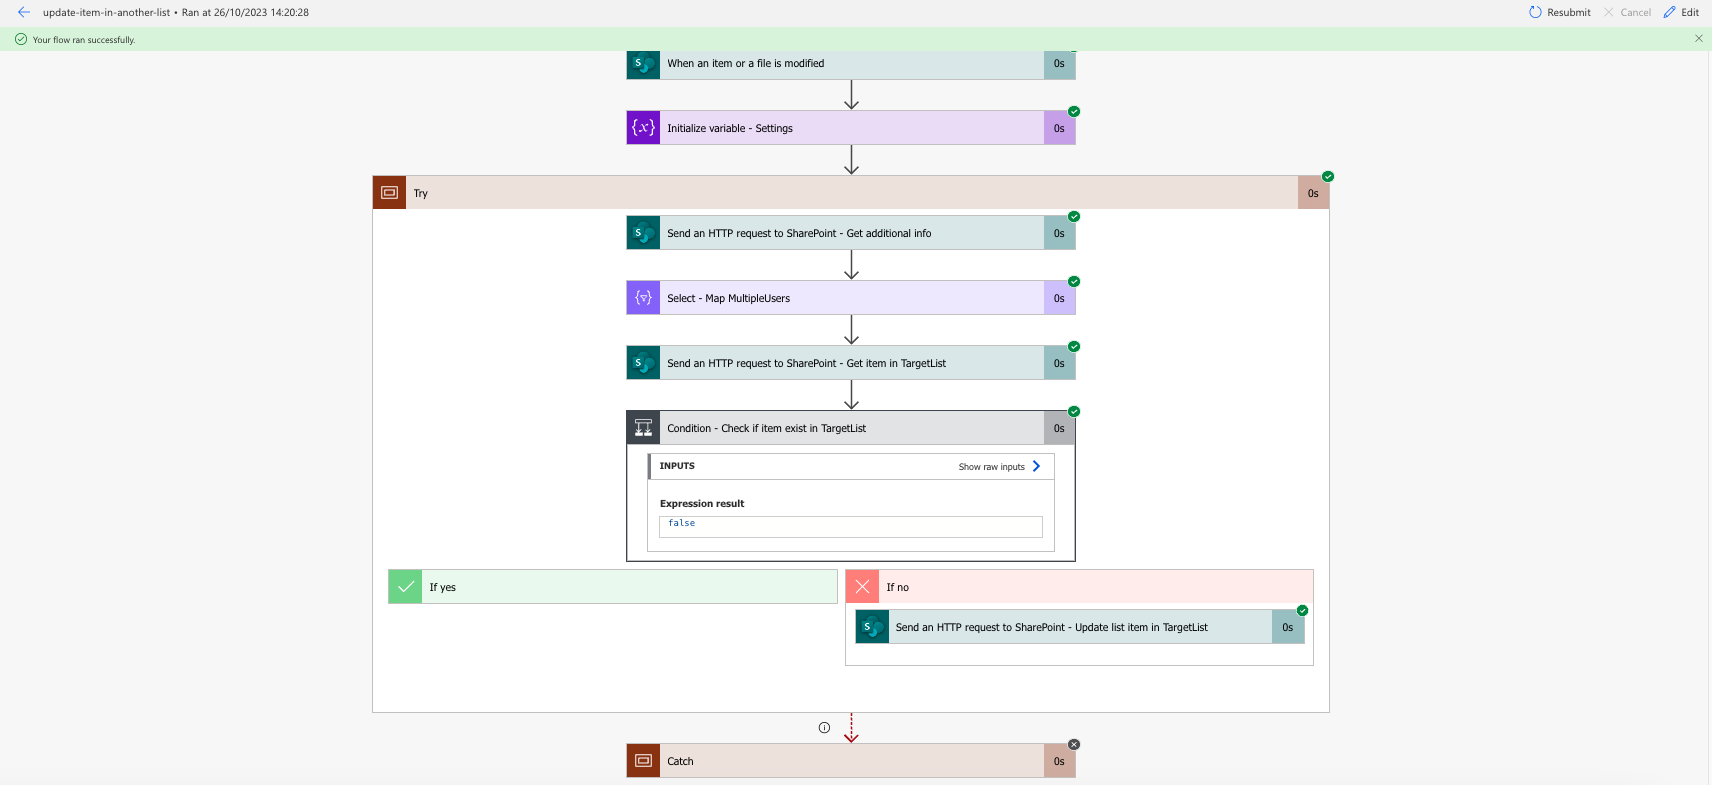 update-item-in-another-list • Ran at 26/10/2023 14:20:28
Resubmit
Cancel
Edit
Your flow ran successfully.
When an item or a file is modified
0s
Initialize variable - Settings
0s
Try
0s
Send an HTTP request to SharePoint - Get additional info
0s
Select - Map MultipleUsers
0s
Send an HTTP request to SharePoint - Get item in TargetList
0s
Condition - Check if item exist in TargetList
0s
INPUTS
Show raw inputs
Expression result
false
If yes
If no
Send an HTTP request to SharePoint - Update list item in TargetList
0s
Catch
0s